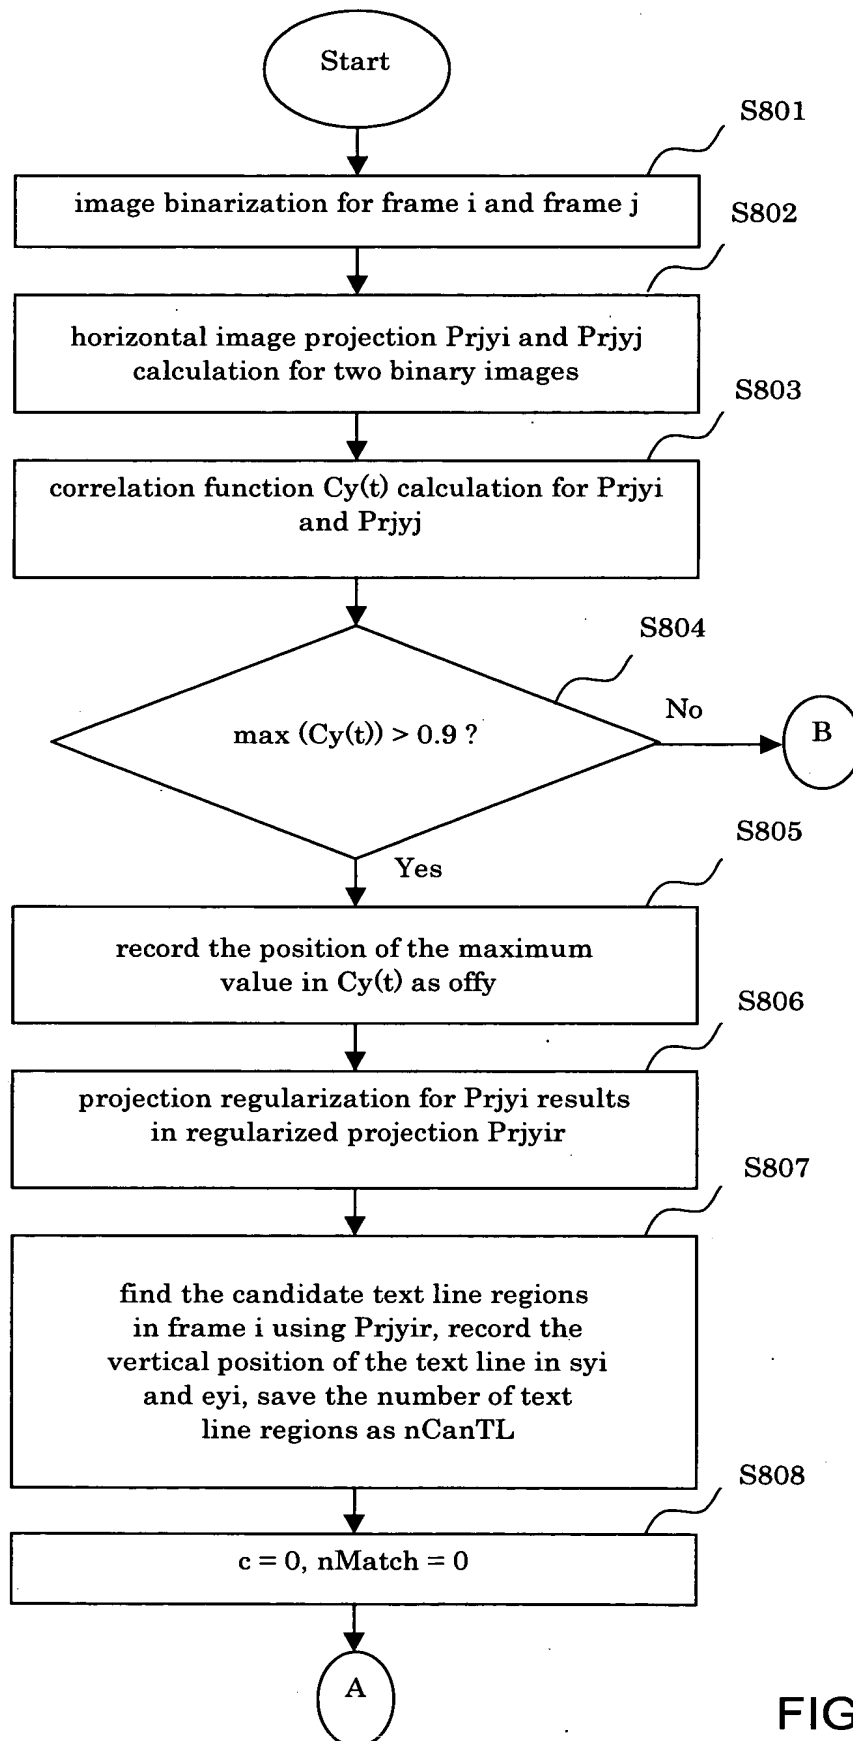 Start
S801
image binarization for frame i and frame j
S802
horizontal image projection Prjyi and Prjyj
calculation for two binary images
S803
correlation function Cy(t) calculation for Prjyi
and Prjyj
S804
max (Cy(t)) > 0.9 ?
No
B
Yes
S805
record the position of the maximum
value in Cy(t) as offy
S806
projection regularization for Prjyi results
in regularized projection Prjyir
S807
find the candidate text line regions
in frame i using Prjyir, record the
vertical position of the text line in syi
and eyi, save the number of text
line regions as nCanTL
S808
c = 0, nMatch = 0
A
FIG